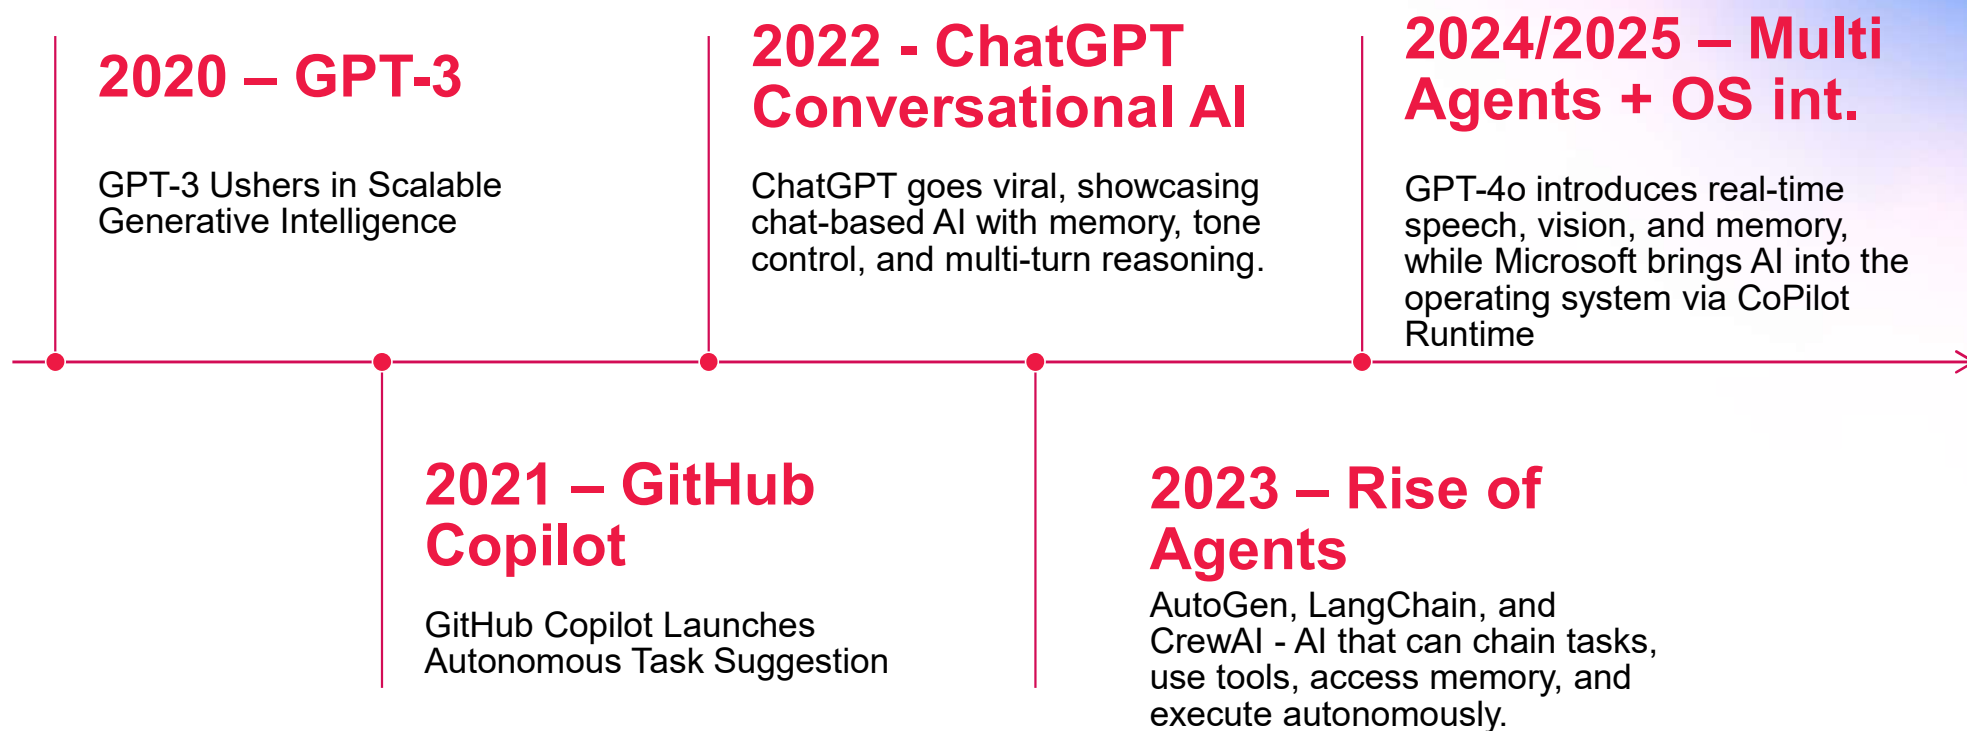 2020 – GPT-3
GPT-3 Ushers in Scalable
Generative Intelligence
2021 – GitHub
Copilot
GitHub Copilot Launches
Autonomous Task Suggestion
2022 - ChatGPT
Conversational AI
ChatGPT goes viral, showcasing
chat-based AI with memory, tone
control, and multi-turn reasoning.
2023 – Rise of
Agents
AutoGen, LangChain, and
CrewAI - AI that can chain tasks,
use tools, access memory, and
execute autonomously.
2024/2025 – Multi
Agents + OS int.
GPT-4o introduces real-time
speech, vision, and memory,
while Microsoft brings AI into the
operating system via CoPilot
Runtime